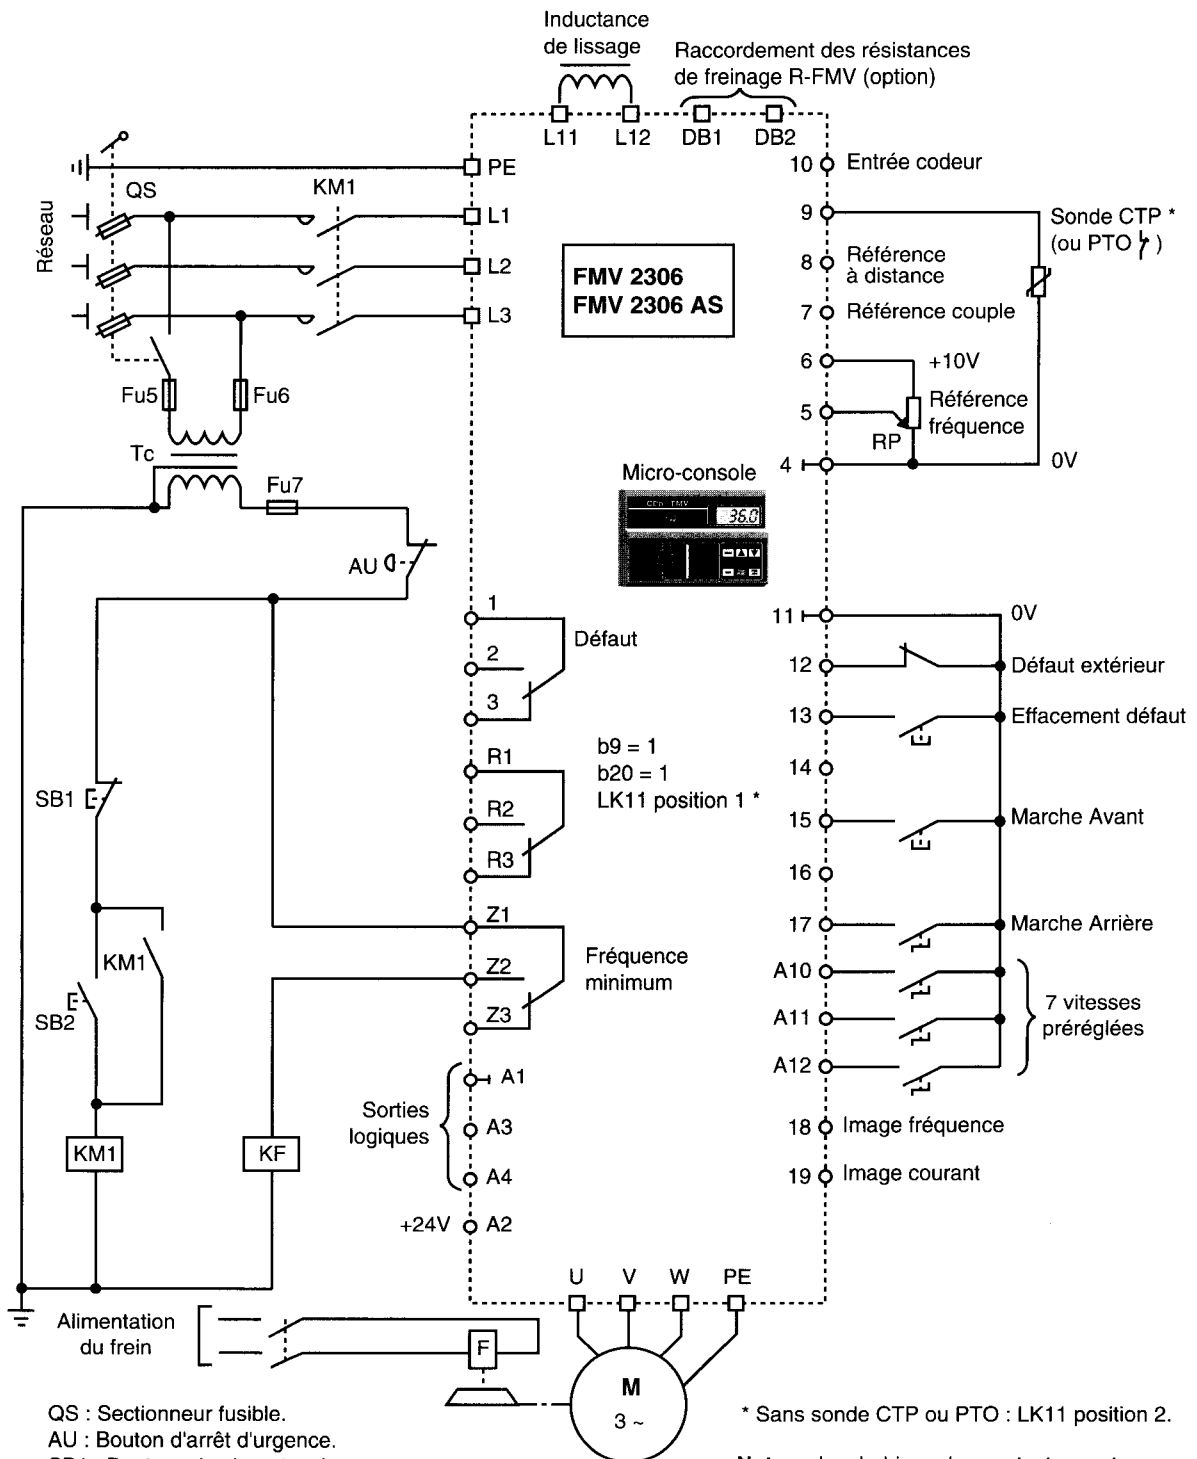 Inductance
de lissage
Raccordement des résistances
de freinage R-FMV (option)
L11
L12
DB1
DB2
PE
10
Entrée codeur
QS
KM1
L1
9
Sonde CTP *
(ou PTO )
Réseau
L2
8
Référence
à distance
FMV 2306
FMV 2306 AS
7
Référence couple
L3
6
+10V
Fu5
Fu6
5
Référence
fréquence
RP
Tc
4
0V
Micro-console
Fu7
36.0
AU
1
Défaut
11
0V
2
12
Défaut extérieur
3
13
Effacement défaut
R1
b9 = 1
b20 = 1
LK11 position 1 *
14
SB1
R2
15
Marche Avant
R3
16
Z1
17
Marche Arrière
KM1
Z2
Fréquence
minimum
A10
SB2
Z3
A11
7 vitesses
préréglées
A12
A1
Sorties
logiques
A3
18
Image fréquence
KM1
KF
A4
19
Image courant
+24V
A2
U
V
W
PE
Alimentation
du frein
F
M
3 ~
QS : Sectionneur fusible.
AU : Bouton d'arrêt d'urgence.
* Sans sonde CTP ou PTO : LK11 position 2.